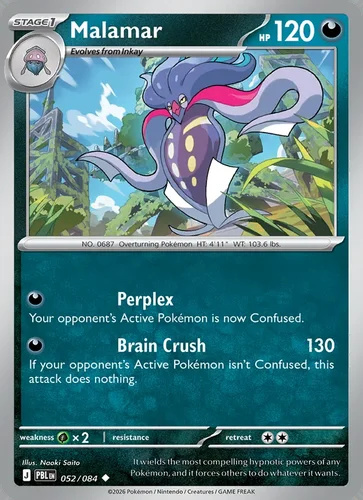 STAGE 1 Malamar HP 120
Evolves from Inkay
NO. 0687 Overturning Pokémon HT: 4'11" WT: 103.6 lbs.
Perplex
Your opponent's Active Pokémon is now Confused.
Brain Crush 130
If your opponent's Active Pokémon isn't Confused, this
attack does nothing.
weakness ×2 resistance retreat
Illus. Naoki Saito
J PBL EN 052/084
It wields the most compelling hypnotic powers of any
Pokémon, and it forces others to do whatever it wants.
©2026 Pokémon / Nintendo / Creatures / GAME FREAK